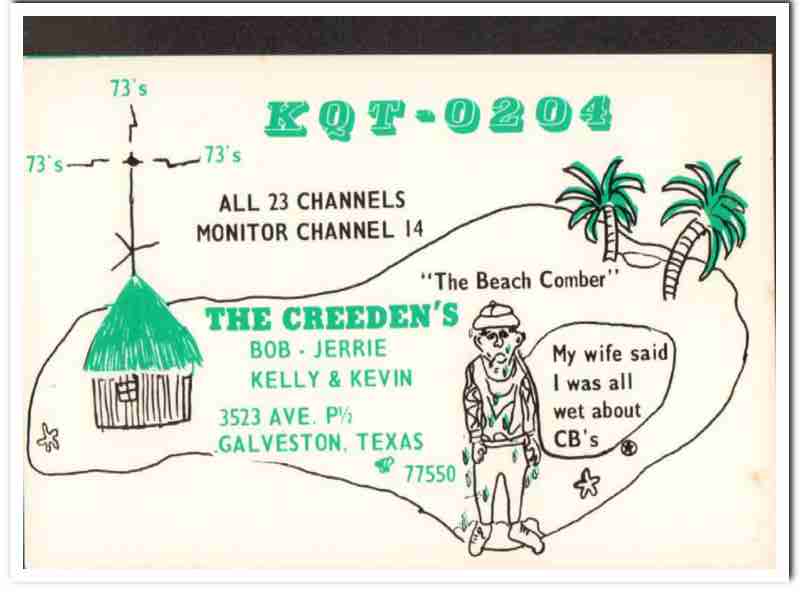 73's
KQT-0204
73's 73's
ALL 23 CHANNELS
MONITOR CHANNEL 14
"The Beach Comber"
THE CREEDEN'S
BOB - JERRIE
KELLY & KEVIN
3523 AVE. P½
GALVESTON, TEXAS
77550
My wife said
I was all
wet about
CB's